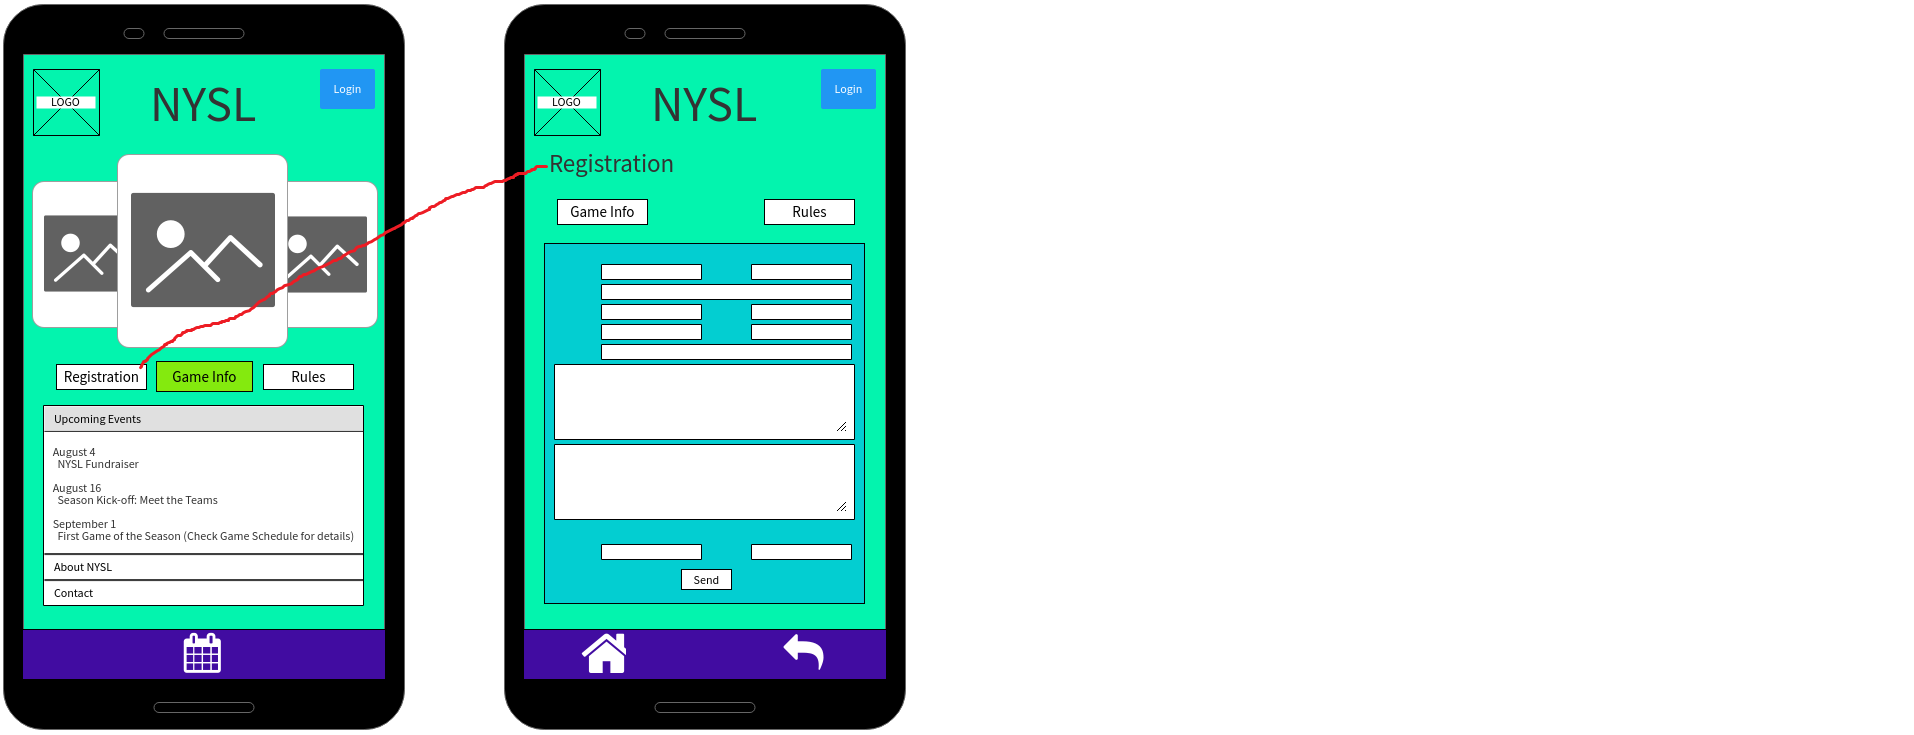 LOGO
NYSL
Login
Registration
Game Info
Rules
Upcoming Events
August 4
NYSL Fundraiser
August 16
Season Kick-off: Meet the Teams
September 1
First Game of the Season (Check Game Schedule for details)
About NYSL
Contact
LOGO
NYSL
Login
Registration
Game Info
Rules
Send